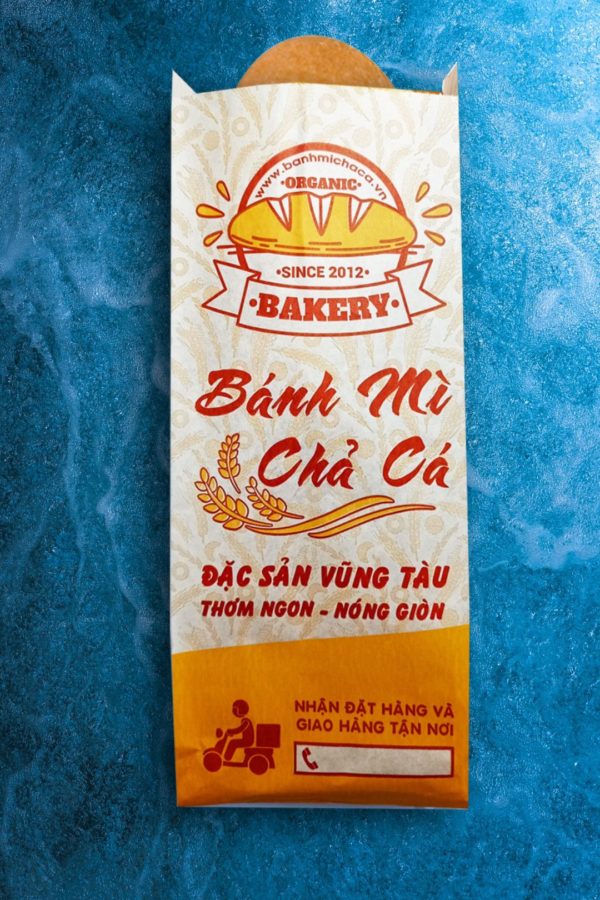 www.banhmichaca.vn
•ORGANIC•
•SINCE 2012•
•BAKERY•
Bánh Mì
Chả Cá
ĐẶC SẢN VŨNG TÀU
THƠM NGON - NÓNG GIÒN
NHẬN ĐẶT HÀNG VÀ
GIAO HÀNG TẬN NƠI